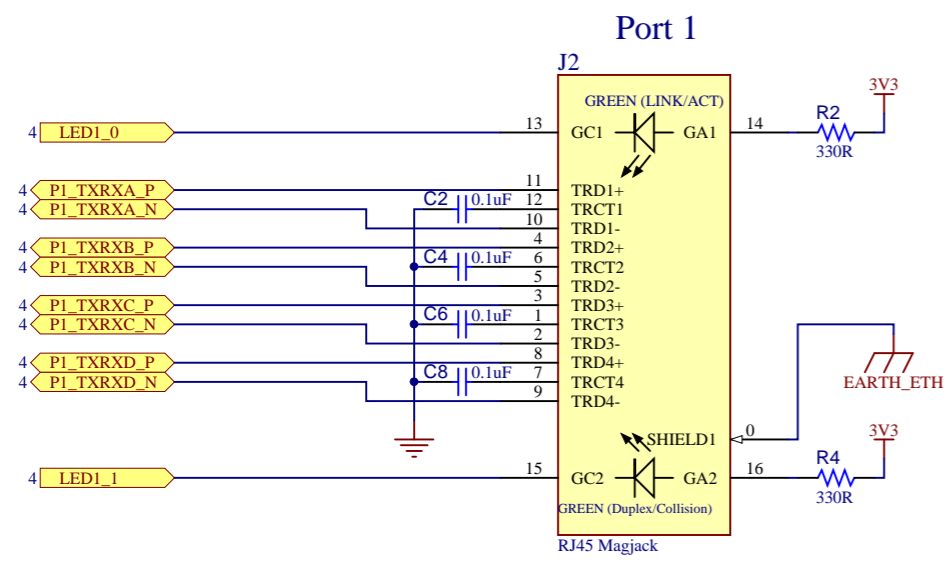 Port 1
J2
GREEN (LINK/ACT)
3V3
R2
330R
4 LED1_0 13 GC1 GA1 14
4 P1_TXRXA_P 11 TRD1+
4 P1_TXRXA_N C2 0.1uF 12 TRCT1
10 TRD1-
4 P1_TXRXB_P 4 TRD2+
4 P1_TXRXB_N C4 0.1uF 6 TRCT2
5 TRD2-
4 P1_TXRXC_P 3 TRD3+
4 P1_TXRXC_N C6 0.1uF 1 TRCT3
2 TRD3-
4 P1_TXRXD_P 8 TRD4+
4 P1_TXRXD_N C8 0.1uF 7 TRCT4
9 TRD4-
EARTH_ETH
SHIELD1 0
3V3
R4
330R
4 LED1_1 15 GC2 GA2 16
GREEN (Duplex/Collision)
RJ45 Magjack